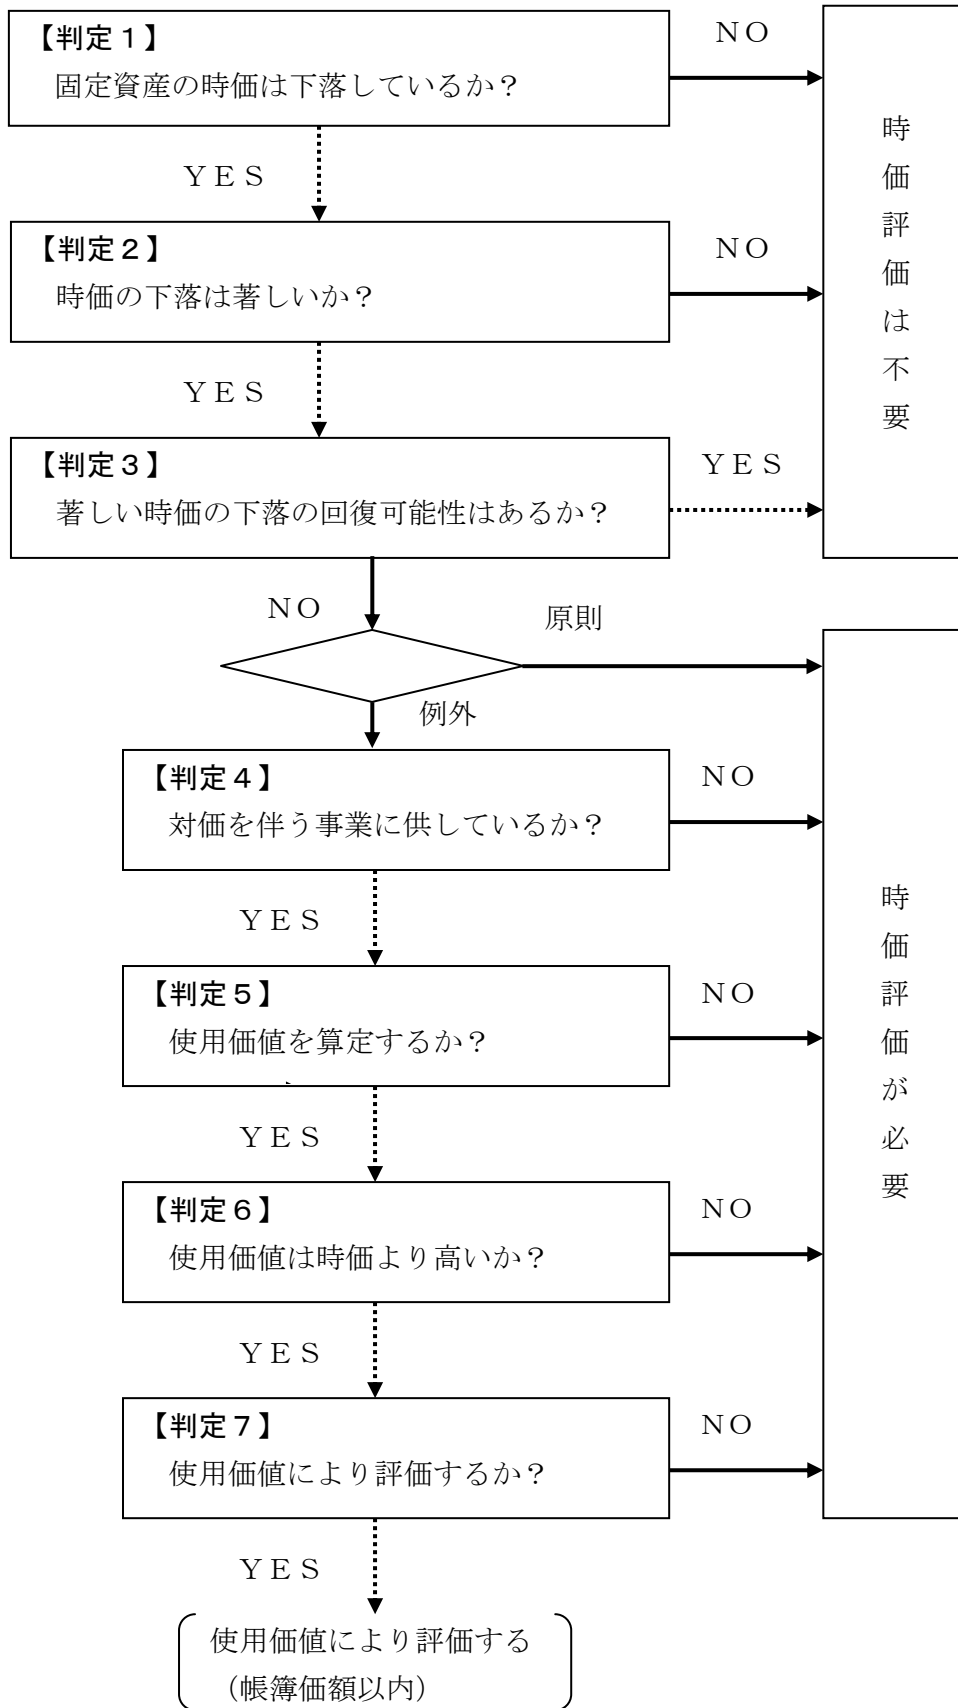 【判定１】
固定資産の時価は下落しているか？
ＮＯ
ＹＥＳ
【判定２】
時価の下落は著しいか？
ＮＯ
ＹＥＳ
【判定３】
著しい時価の下落の回復可能性はあるか？
ＹＥＳ
時価評価は不要
ＮＯ
原則
例外
【判定４】
対価を伴う事業に供しているか？
ＮＯ
ＹＥＳ
【判定５】
使用価値を算定するか？
ＮＯ
ＹＥＳ
【判定６】
使用価値は時価より高いか？
ＮＯ
ＹＥＳ
【判定７】
使用価値により評価するか？
ＮＯ
時価評価が必要
ＹＥＳ
使用価値により評価する
（帳簿価額以内）